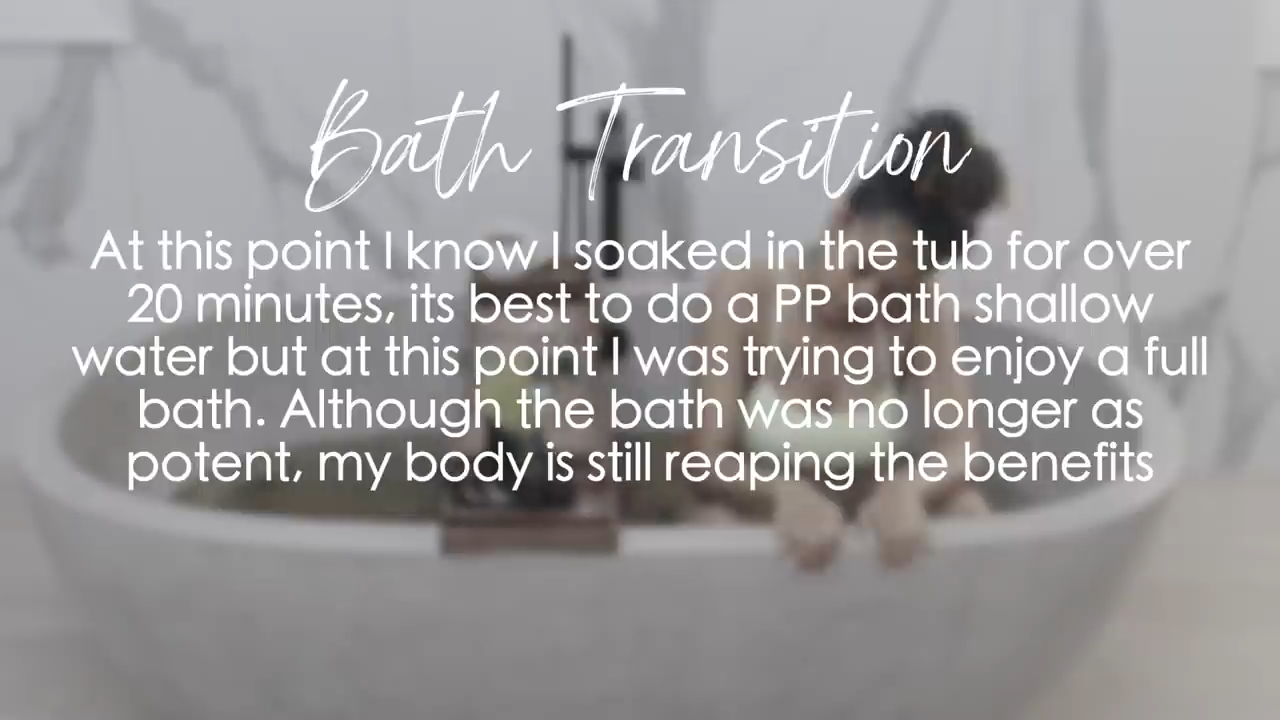 Bath Transition
At this point I know I soaked in the tub for over
20 minutes, its best to do a PP bath shallow
water but at this point I was trying to enjoy a full
bath. Although the bath was no longer as
potent, my body is still reaping the benefits